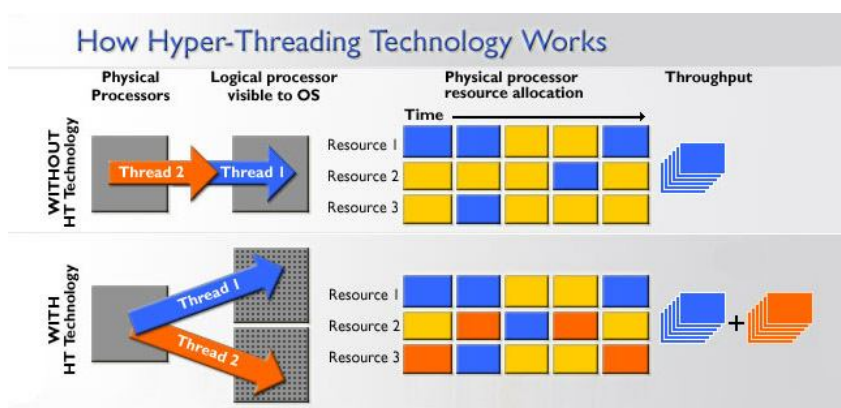 How Hyper-Threading Technology Works
Physical
Processors
Logical processor
visible to OS
Physical processor
resource allocation
Throughput
Time
WITHOUT
HT Technology
Thread 2
Thread 1
Resource 1
Resource 2
Resource 3
WITH
HT Technology
Thread 1
Thread 2
Resource 1
Resource 2
Resource 3
+